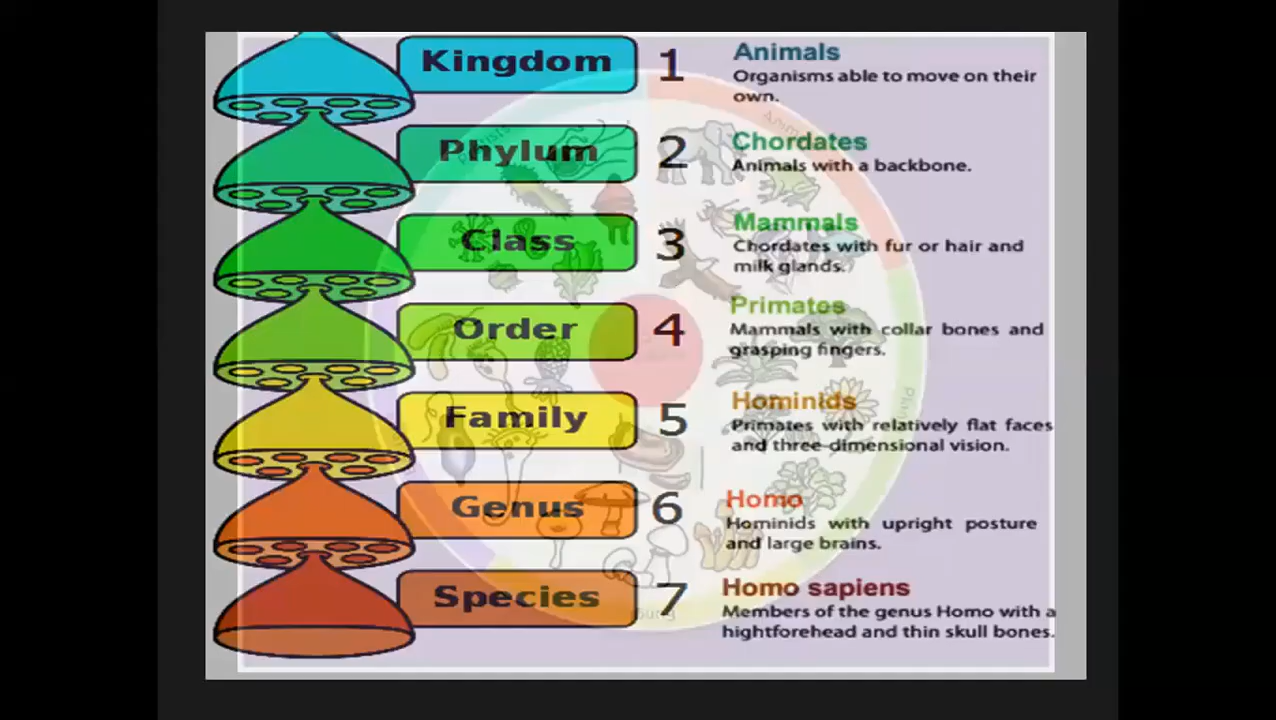 Kingdom 1 Animals
Organisms able to move on their
own.
Phylum 2 Chordates
Animals with a backbone.
Class 3 Mammals
Chordates with fur or hair and
milk glands.
Order 4 Primates
Mammals with collar bones and
grasping fingers.
Family 5 Hominids
Primates with relatively flat faces
and three-dimensional vision.
Genus 6 Homo
Hominids with upright posture
and large brains.
Species 7 Homo sapiens
Members of the genus Homo with a
hightforehead and thin skull bones.